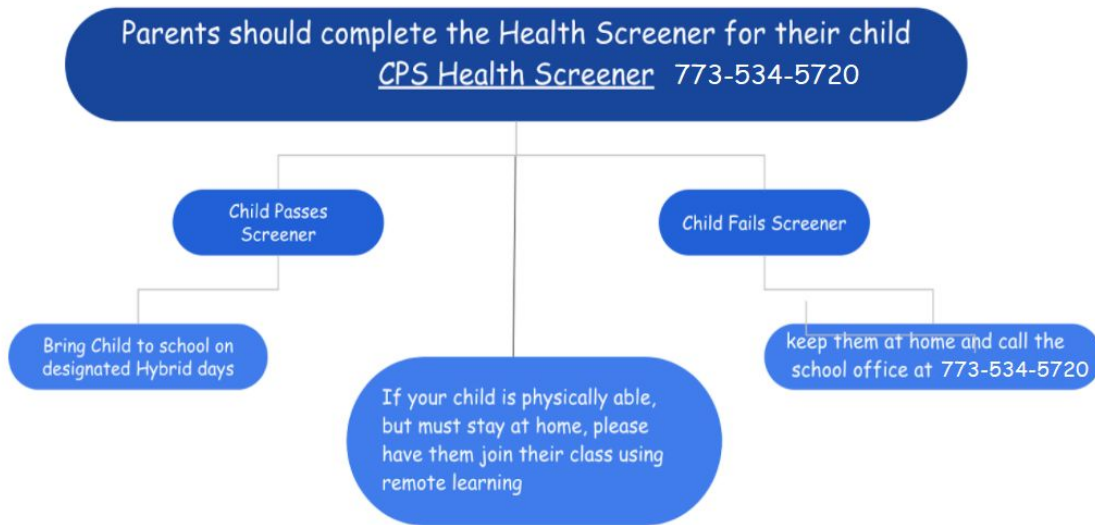 Parents should complete the Health Screener for their child
CPS Health Screener 773-534-5720
Child Passes
Screener
Child Fails Screener
Bring Child to school on
designated Hybrid days
keep them at home and call the
school office at 773-534-5720
If your child is physically able,
but must stay at home, please
have them join their class using
remote learning